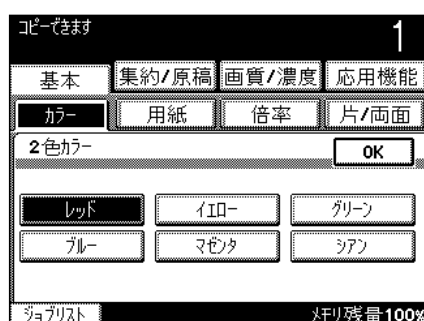 コピーできます 1
基本 集約/原稿 画質/濃度 応用機能
カラー 用紙 倍率 片/両面
2色カラー OK
レッド イエロー グリーン
ブルー マゼンタ シアン
ジョブリスト メモリ残量100%